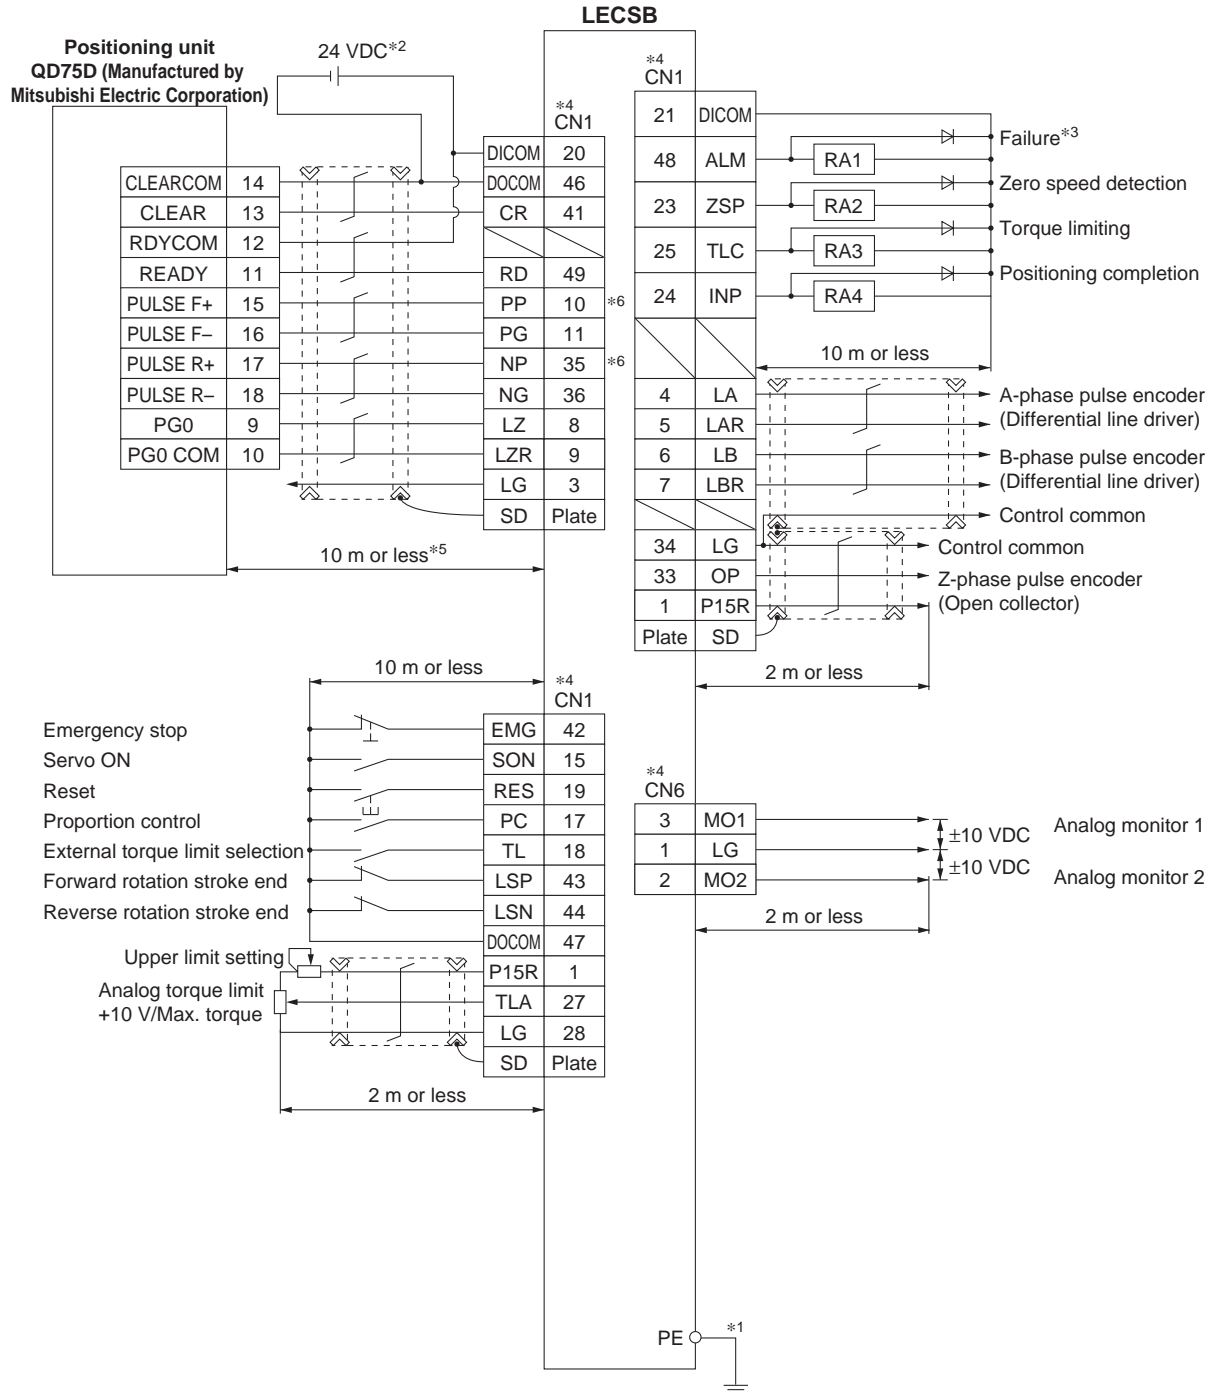 LECSB
Positioning unit
QD75D (Manufactured by
Mitsubishi Electric Corporation)
24 VDC*2
*4
CN1
DICOM 20
CLEARCOM 14 DOCOM 46
CLEAR 13 CR 41
RDYCOM 12
READY 11 RD 49
PULSE F+ 15 PP 10 *6
PULSE F− 16 PG 11
PULSE R+ 17 NP 35 *6
PULSE R− 18 NG 36
PG0 9 LZ 8
PG0 COM 10 LZR 9
LG 3
SD Plate
10 m or less*5
*4
CN1
21 DICOM
Failure*3
48 ALM RA1
Zero speed detection
23 ZSP RA2
Torque limiting
25 TLC RA3
Positioning completion
24 INP RA4
10 m or less
4 LA A-phase pulse encoder
5 LAR (Differential line driver)
6 LB B-phase pulse encoder
7 LBR (Differential line driver)
Control common
34 LG Control common
33 OP Z-phase pulse encoder
1 P15R (Open collector)
Plate SD
2 m or less
10 m or less
*4
CN1
Emergency stop EMG 42
Servo ON SON 15
Reset RES 19
Proportion control PC 17
External torque limit selection TL 18
Forward rotation stroke end LSP 43
Reverse rotation stroke end LSN 44
DOCOM 47
Upper limit setting P15R 1
Analog torque limit
+10 V/Max. torque TLA 27
LG 28
SD Plate
2 m or less
*4
CN6
3 MO1 Analog monitor 1
±10 VDC
1 LG
±10 VDC
2 MO2 Analog monitor 2
2 m or less
PE *1